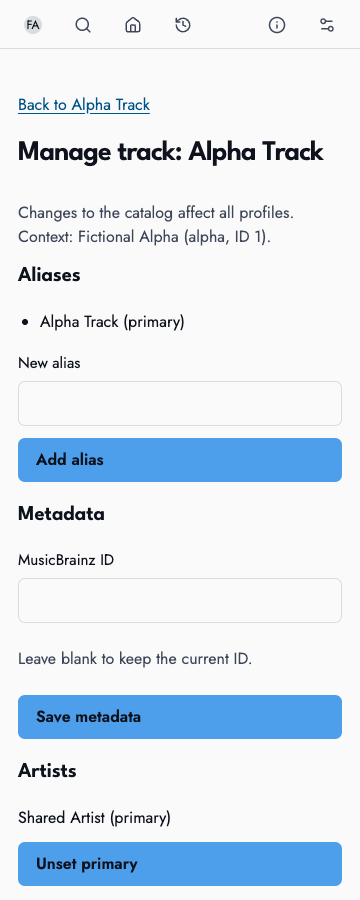 FA
Back to Alpha Track
Manage track: Alpha Track
Changes to the catalog affect all profiles.
Context: Fictional Alpha (alpha, ID 1).
Aliases
• Alpha Track (primary)
New alias
Add alias
Metadata
MusicBrainz ID
Leave blank to keep the current ID.
Save metadata
Artists
Shared Artist (primary)
Unset primary